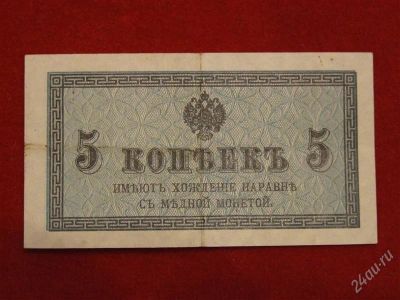 5 КОПѢЕКЪ 5
ИМѢЮТЪ ХОЖДЕНІЕ НАРАВНѢ
СЪ МѢДНОЙ МОНЕТОЙ.
24au.ru